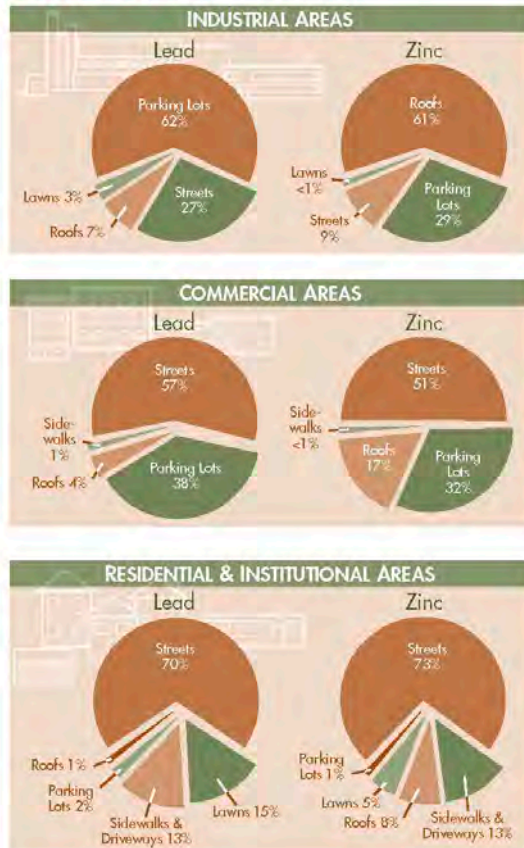 INDUSTRIAL AREAS
Lead
Parking Lots
62%
Lawns 3%
Roofs 7%
Streets
27%
Zinc
Roofs
61%
Lawns
<1%
Streets
9%
Parking
Lots
29%
COMMERCIAL AREAS
Lead
Streets
57%
Side-
walks
1%
Roofs 4%
Parking Lots
38%
Zinc
Streets
51%
Side-
walks
<1%
Roofs
17%
Parking
Lots
32%
RESIDENTIAL & INSTITUTIONAL AREAS
Lead
Streets
70%
Roofs 1%
Parking
Lots 2%
Sidewalks &
Driveways 13%
Lawns 15%
Zinc
Streets
73%
Parking
Lots 1%
Lawns 5%
Roofs 8%
Sidewalks &
Driveways 13%